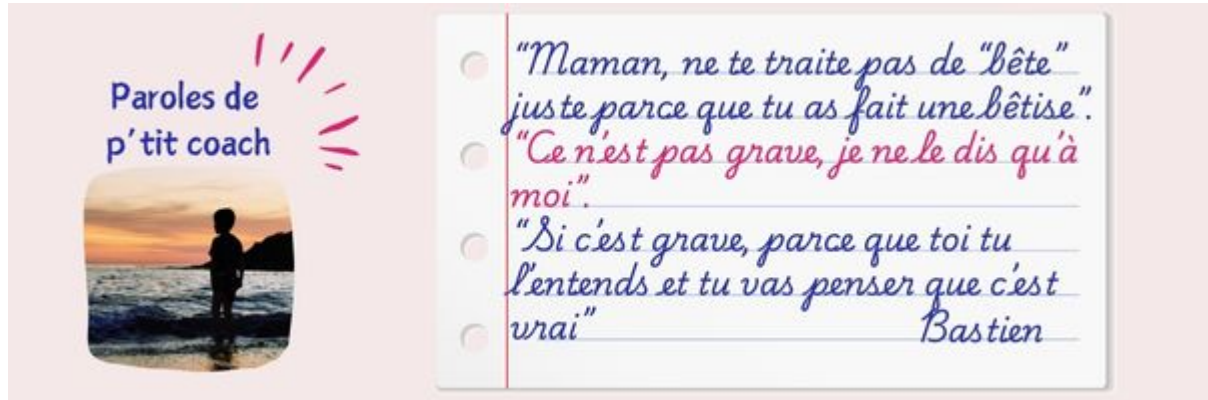 Paroles de
p'tit coach
"Maman, ne te traite pas de "bête"
juste parce que tu as fait une bêtise".
"Ce n'est pas grave, je ne le dis qu'à
moi".
"Si c'est grave, parce que toi tu
l'entends et tu vas penser que c'est
vrai"
Bastien